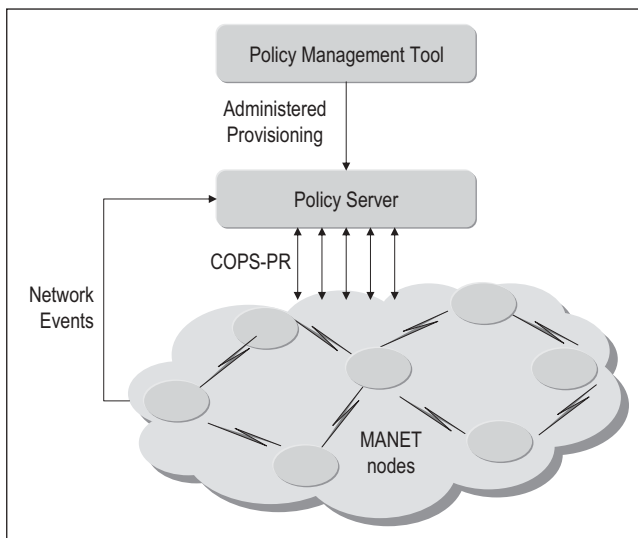 Policy Management Tool
Administered
Provisioning
Policy Server
COPS-PR
Network
Events
MANET
nodes